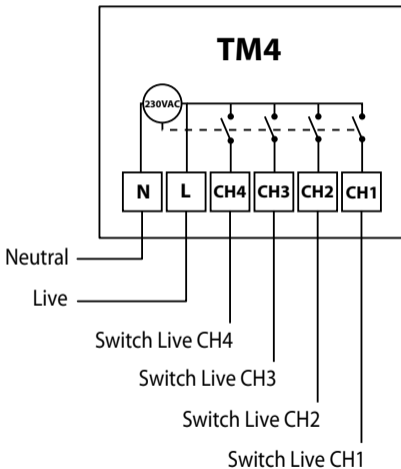 TM4
230VAC
N L CH4 CH3 CH2 CH1
Neutral
Live
Switch Live CH4
Switch Live CH3
Switch Live CH2
Switch Live CH1